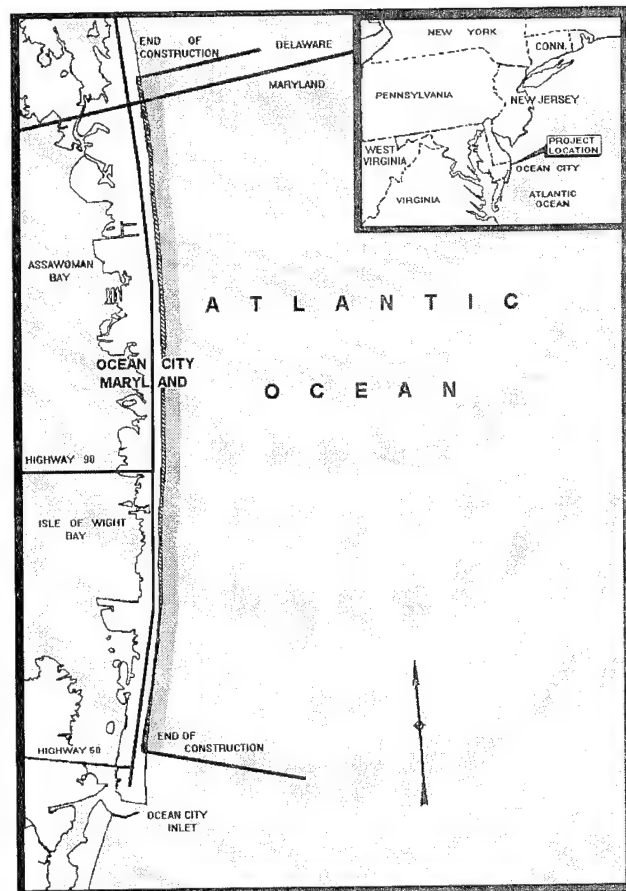 END OF
CONSTRUCTION
DELAWARE
MARYLAND
NEW YORK
CONN.
PENNSYLVANIA
NEW JERSEY
WEST
VIRGINIA
PROJECT
LOCATION
OCEAN CITY
VIRGINIA
ATLANTIC
OCEAN
ASSAWOMAN
BAY
ATLANTIC
OCEAN
OCEAN CITY
MARYLAND
HIGHWAY 90
ISLE OF WIGHT
BAY
HIGHWAY 50
END OF
CONSTRUCTION
OCEAN CITY
INLET